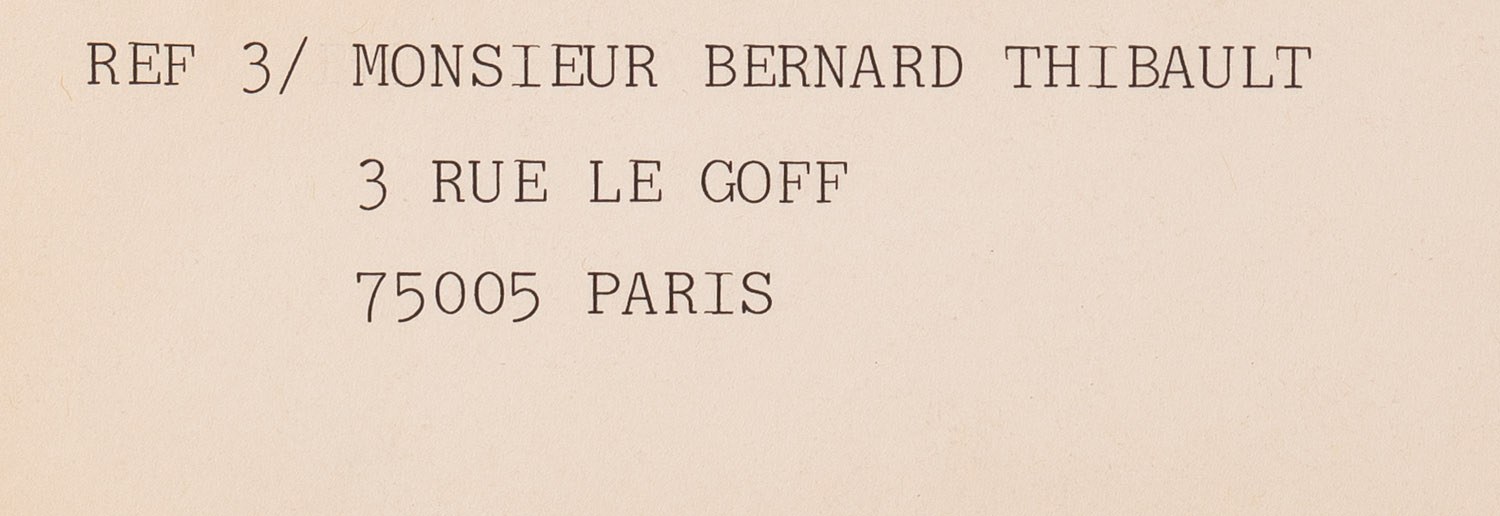 REF 3/ MONSIEUR BERNARD THIBAULT
3 RUE LE GOFF
75005 PARIS